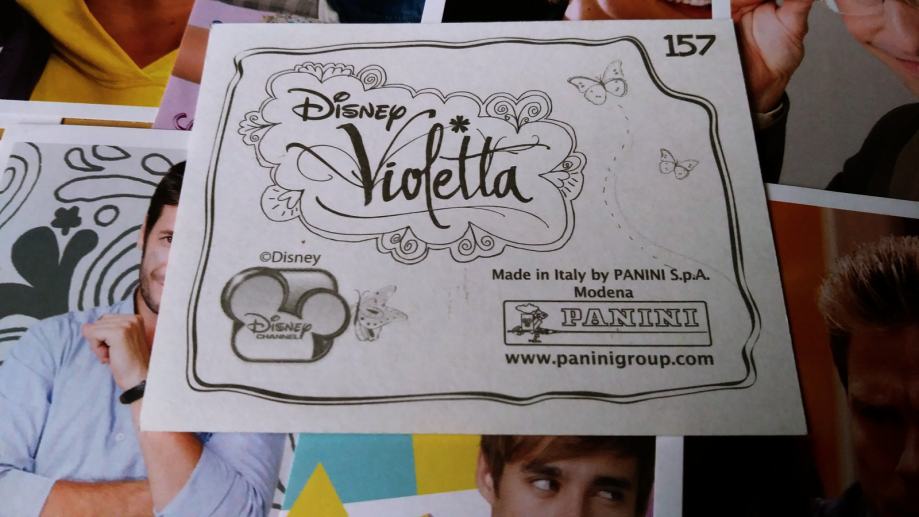 157
Disney
Violetta
©Disney
Disney
CHANNEL
Made in Italy by PANINI S.p.A.
Modena
PANINI
www.paninigroup.com